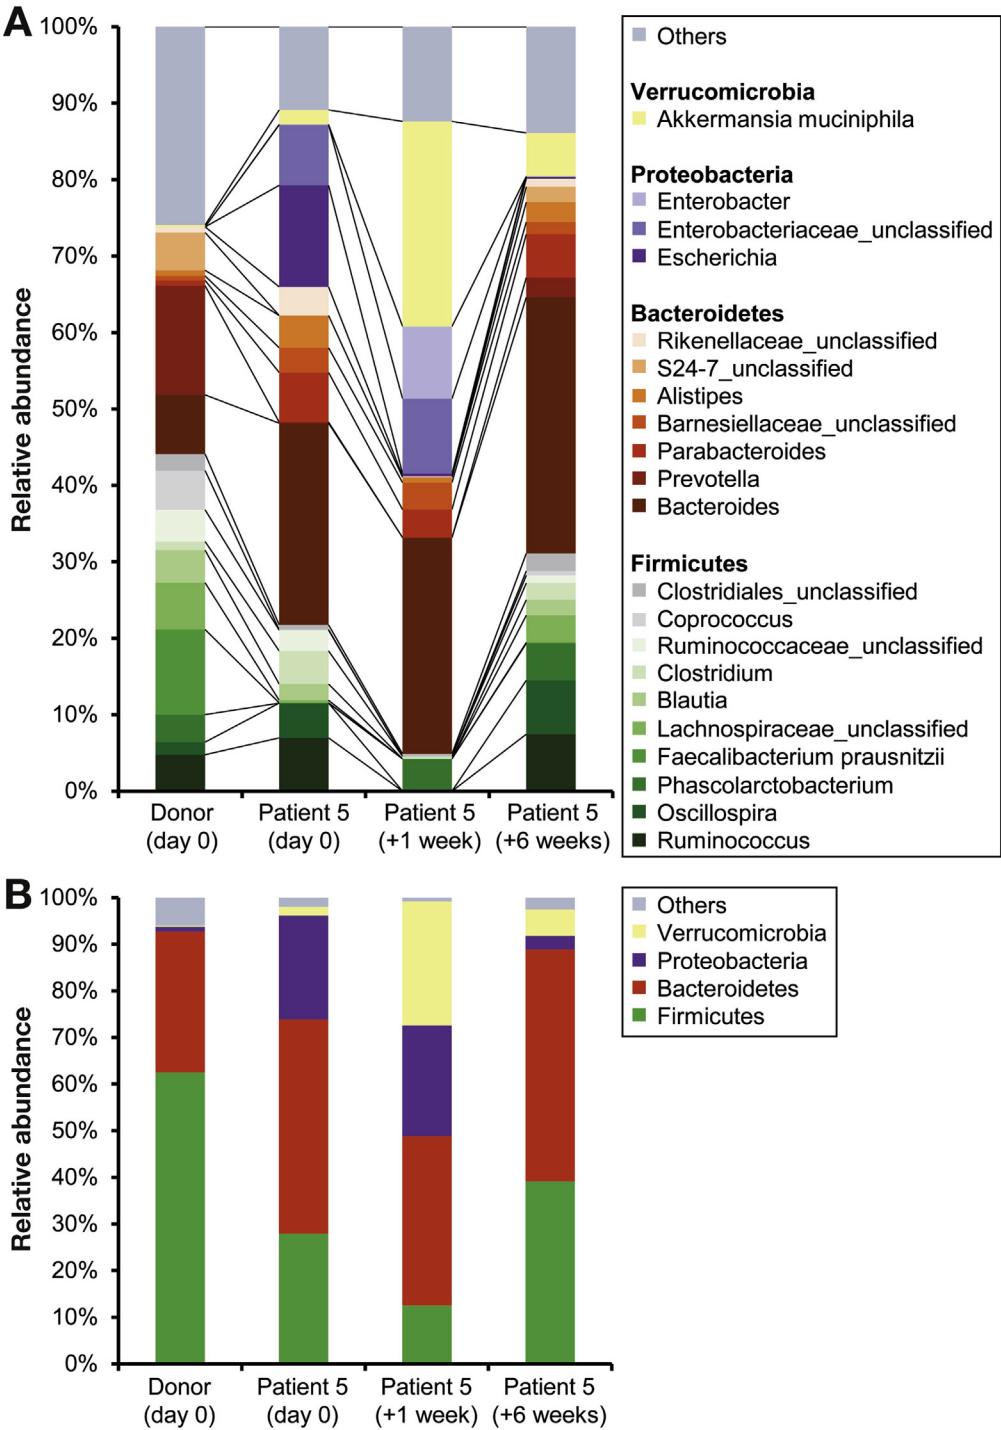 A
Relative abundance
100%
90%
80%
70%
60%
50%
40%
30%
20%
10%
0%
Donor
(day 0)
Patient 5
(day 0)
Patient 5
(+1 week)
Patient 5
(+6 weeks)
Others
Verrucomicrobia
Akkermansia muciniphila
Proteobacteria
Enterobacter
Enterobacteriaceae_unclassified
Escherichia
Bacteroidetes
Rikenellaceae_unclassified
S24-7_unclassified
Alistipes
Barnesiellaceae_unclassified
Parabacteroides
Prevotella
Bacteroides
Firmicutes
Clostridiales_unclassified
Coprococcus
Ruminococcaceae_unclassified
Clostridium
Blautia
Lachnospiraceae_unclassified
Faecalibacterium prausnitzii
Phascolarctobacterium
Oscillospira
Ruminococcus
B
Relative abundance
100%
90%
80%
70%
60%
50%
40%
30%
20%
10%
0%
Donor
(day 0)
Patient 5
(day 0)
Patient 5
(+1 week)
Patient 5
(+6 weeks)
Others
Verrucomicrobia
Proteobacteria
Bacteroidetes
Firmicutes